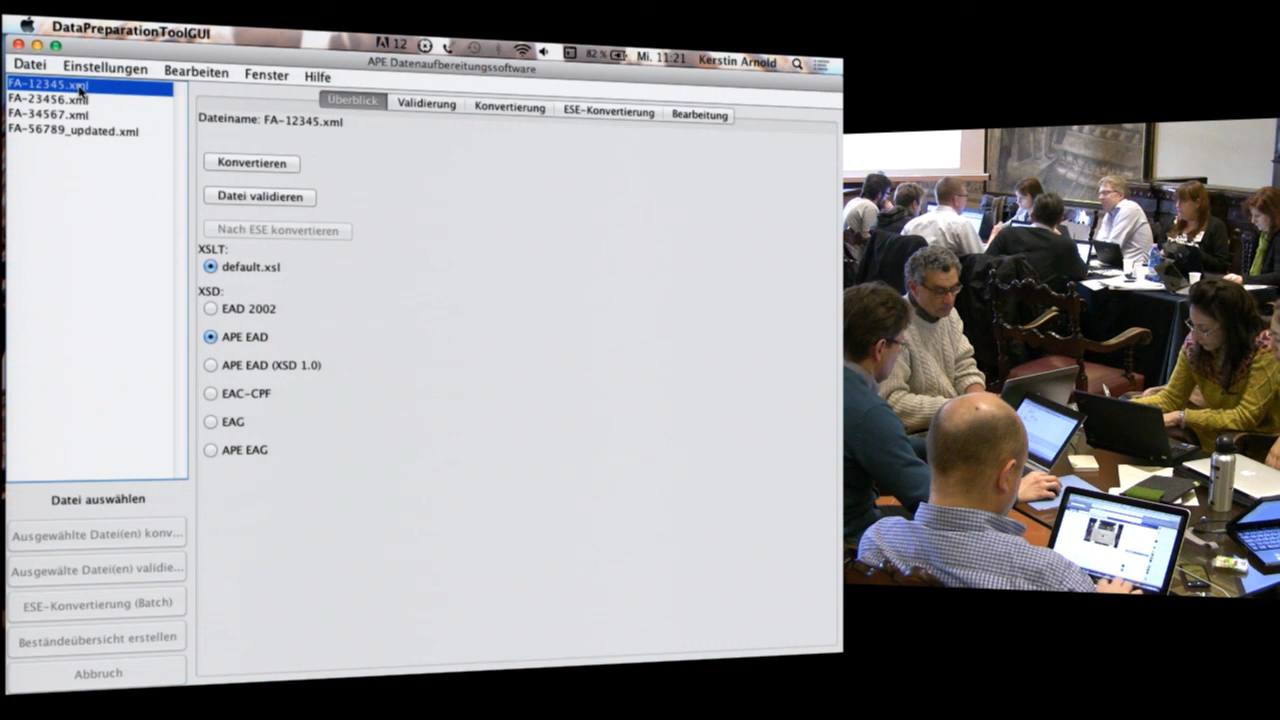 DataPreparationToolGUI
12
82 %
Mi. 11:21
Kerstin Arnold
APE Datenaufbereitungssoftware
Datei
Einstellungen
Bearbeiten
Fenster
Hilfe
FA-12345.xml
FA-23456.xml
FA-34567.xml
FA-56789_updated.xml
Überblick
Validierung
Konvertierung
ESE-Konvertierung
Bearbeitung
Dateiname: FA-12345.xml
Konvertieren
Datei validieren
Nach ESE konvertieren
XSLT:
default.xsl
XSD:
EAD 2002
APE EAD
APE EAD (XSD 1.0)
EAC-CPF
EAG
APE EAG
Datei auswählen
Ausgewählte Datei(en) konv...
Ausgewälte Datei(en) validie...
ESE-Konvertierung (Batch)
Beständeübersicht erstellen
Abbruch